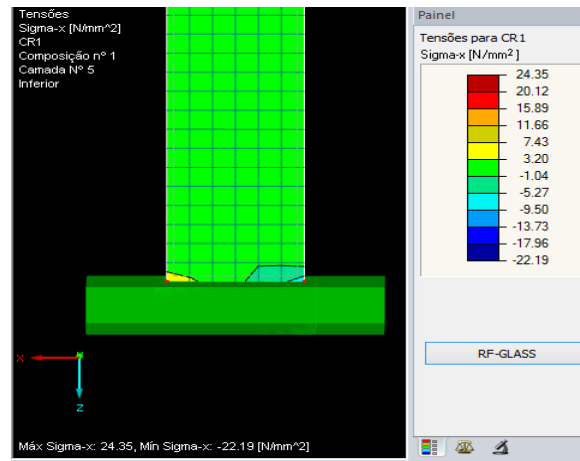 Tensões
Sigma-x [N/mm^2]
CR1
Composição nº 1
Camada Nº 5
Inferior
X
Z
Máx Sigma-x: 24.35, Mín Sigma-x: -22.19 [N/mm^2]
Painel
Tensões para CR1
Sigma-x [N/mm²]
24.35
20.12
15.89
11.66
7.43
3.20
-1.04
-5.27
-9.50
-13.73
-17.96
-22.19
RF-GLASS